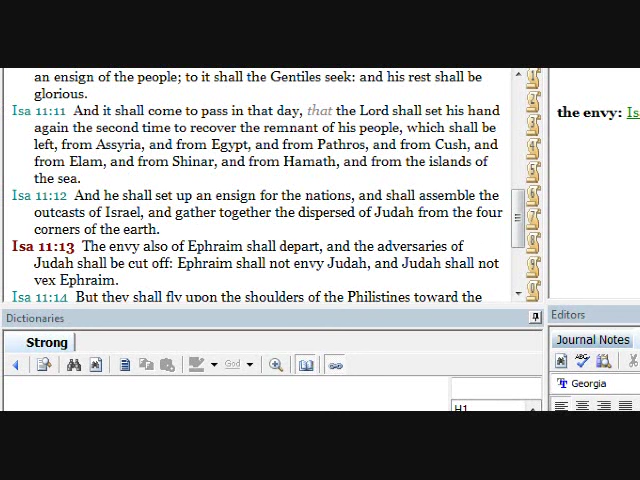 an ensign of the people; to it shall the Gentiles seek: and his rest shall be
glorious.
Isa 11:11 And it shall come to pass in that day, that the Lord shall set his hand
again the second time to recover the remnant of his people, which shall be
left, from Assyria, and from Egypt, and from Pathros, and from Cush, and
from Elam, and from Shinar, and from Hamath, and from the islands of
the sea.
Isa 11:12 And he shall set up an ensign for the nations, and shall assemble the
outcasts of Israel, and gather together the dispersed of Judah from the four
corners of the earth.
Isa 11:13 The envy also of Ephraim shall depart, and the adversaries of
Judah shall be cut off: Ephraim shall not envy Judah, and Judah shall not
vex Ephraim.
Isa 11:14 But they shall fly upon the shoulders of the Philistines toward the
the envy: Is
Dictionaries
Strong
God
H1
Editors
Journal Notes
ABC
Georgia